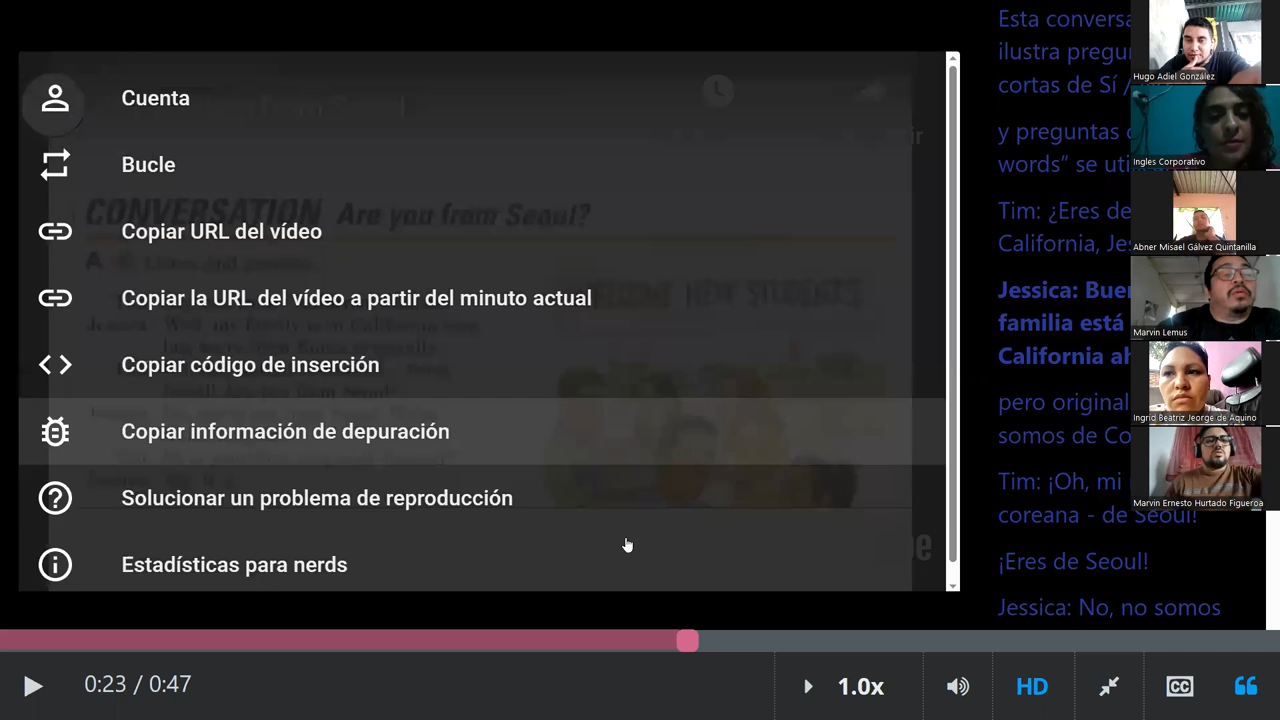 Cuenta
Bucle
Copiar URL del vídeo
Copiar la URL del vídeo a partir del minuto actual
Copiar código de inserción
Copiar información de depuración
Solucionar un problema de reproducción
Estadísticas para nerds
CONVERSATION Are you from Seoul?
A
WELCOME NEW STUDENTS
Esta conversa
ilustra pregu
cortas de Sí /
y preguntas
words” se uti
Tim: ¿Eres de
California, Jes
Jessica: Bue
familia está
California ah
pero original
somos de Co
Tim: ¡Oh, mi
coreana - de Seoul!
¡Eres de Seoul!
Jessica: No, no somos
Hugo Adiel González
Ingles Corporativo
Abner Misael Gálvez Quintanilla
Marvin Lemus
Ingrid Beatriz Jeorge de Aquino
Marvin Ernesto Hurtado Figueroa
0:23 / 0:47
1.0x
HD
CC